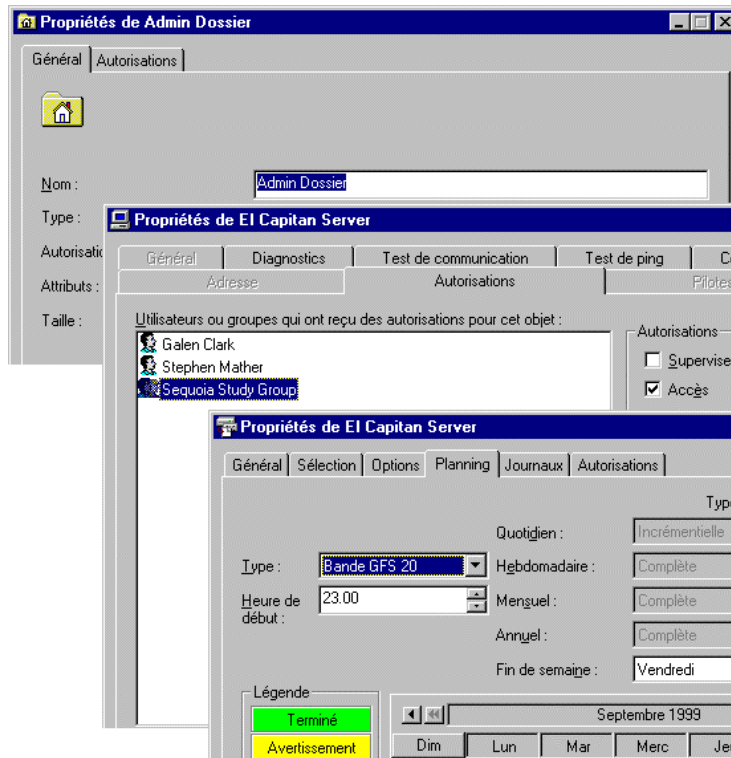 Propriétés de Admin Dossier
Général Autorisations
Nom :
Admin Dossier
Type :
Attributs :
Taille :
Propriétés de El Capitan Server
Général Diagnostics Test de communication Test de ping
Adresse Autorisations Pilotes
Utilisateurs ou groupes qui ont reçu des autorisations pour cet objet :
Galen Clark
Stephen Mather
Sequoia Study Group
Autorisations
Accès
Propriétés de El Capitan Server
Général Sélection Options Planning Journaux Autorisations
Quotidien : Incrémentielle
Type : Bande GFS 20 Hebdomadaire : Complète
Heure de début : 23.00 Mensuel : Complète
Annuel : Complète
Fin de semaine : Vendredi
Légende
Terminé
Avertissement
Septembre 1999
Dim Lun Mar Merc